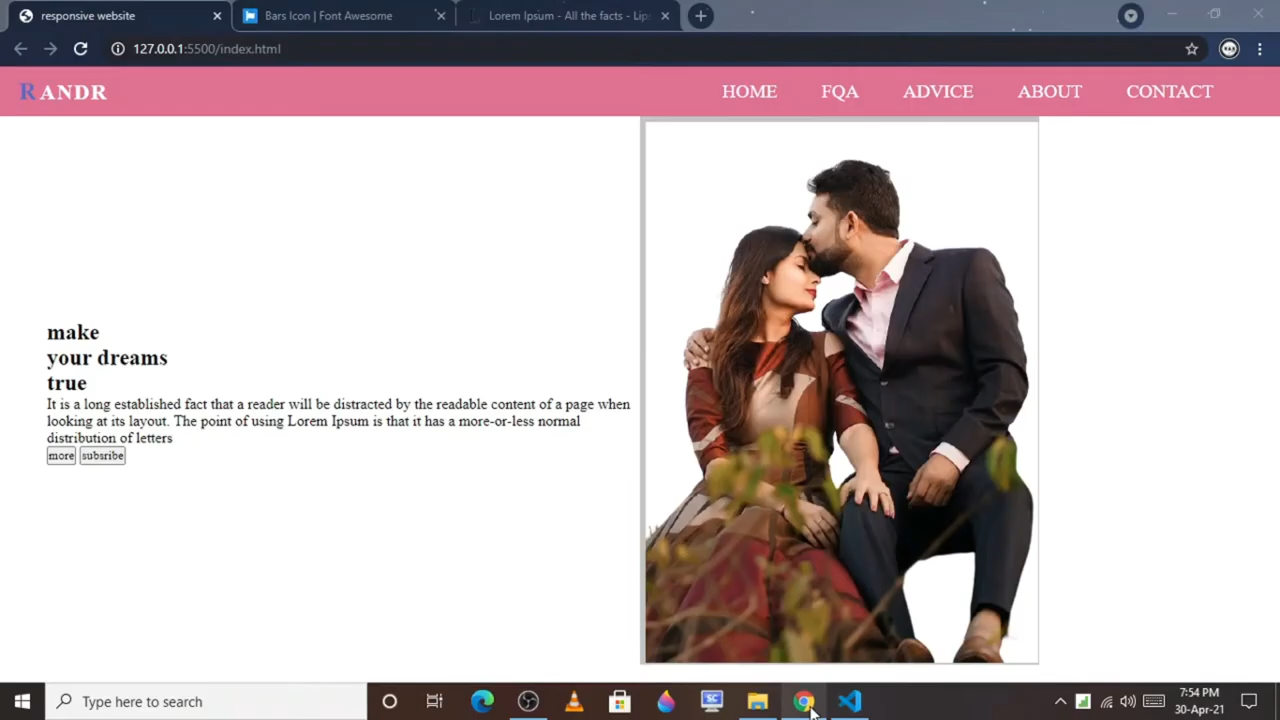 responsive website
Bars Icon | Font Awesome
Lorem Ipsum - All the facts - Lips
127.0.0.1:5500/index.html
R ANDR
HOME FQA ADVICE ABOUT CONTACT
make
your dreams
true
It is a long established fact that a reader will be distracted by the readable content of a page when
looking at its layout. The point of using Lorem Ipsum is that it has a more-or-less normal
distribution of letters
more subsribe
Type here to search
SC
7:54 PM
30-Apr-21